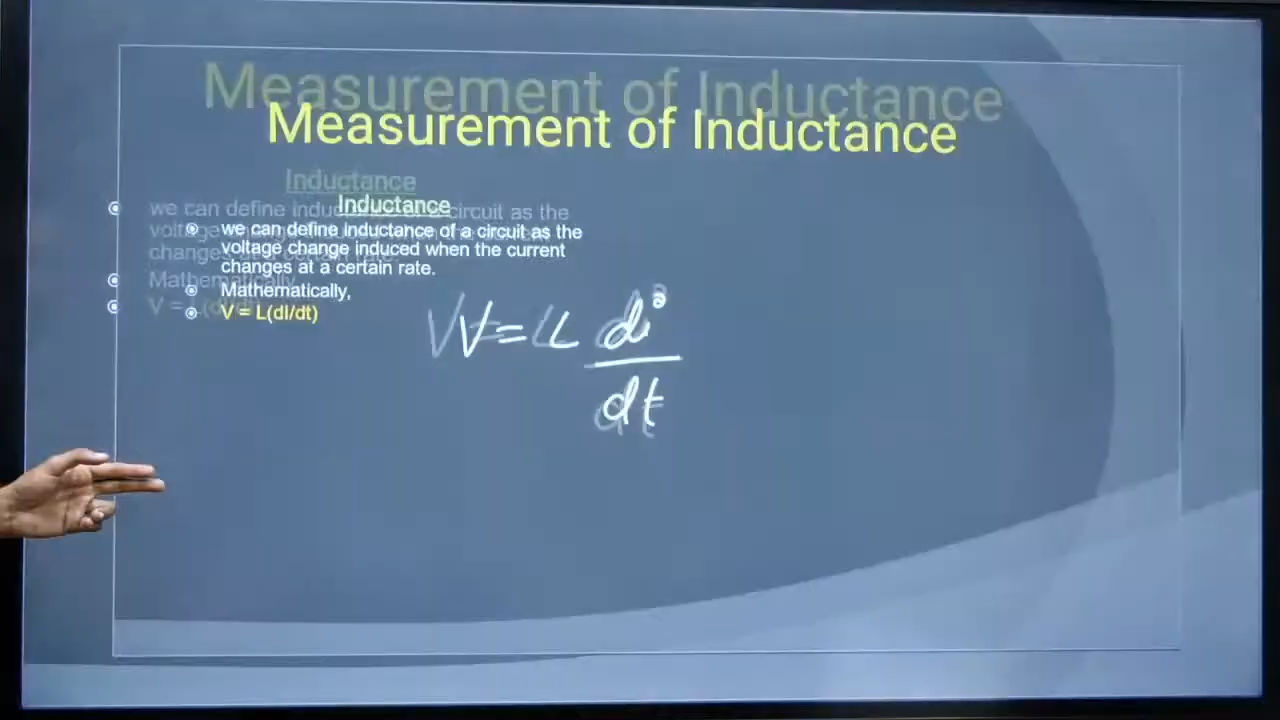 Measurement of Inductance
Inductance
we can define inductance of a circuit as the
voltage change induced when the current
changes at a certain rate.
Mathematically,
V = L(dI/dt)
V = L di
dt